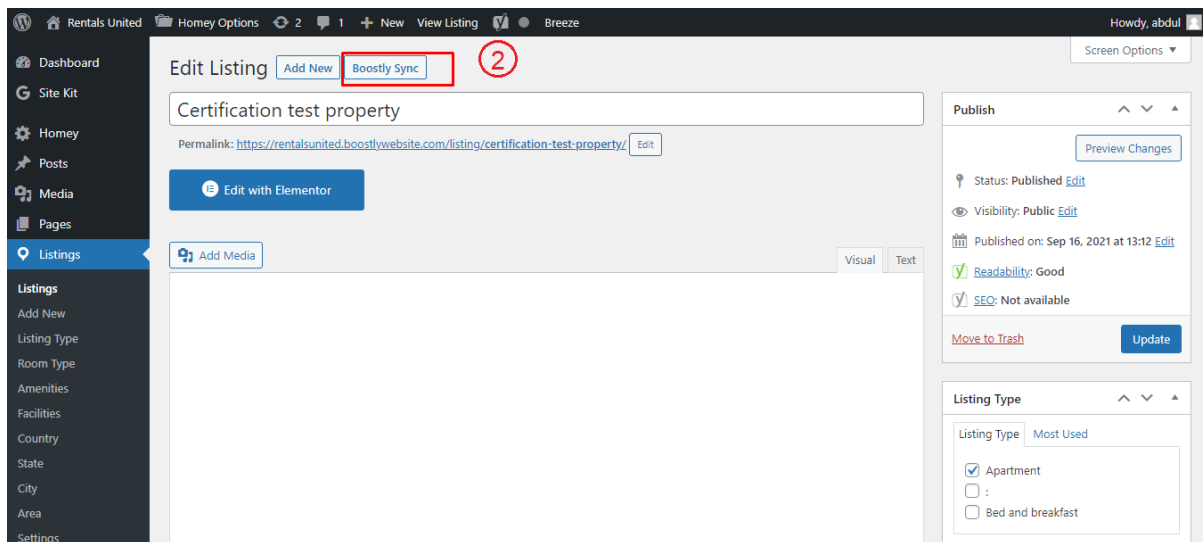 Rentals United Homey Options 2 1 New View Listing Breeze Howdy, abdul
Screen Options ▼
Dashboard
Site Kit
Homey
Posts
Media
Pages
Listings
Listings
Add New
Listing Type
Room Type
Amenities
Facilities
Country
State
City
Area
Settings
Edit Listing Add New Boostly Sync 2
Certification test property
Permalink: https://rentalsunited.boostlywebsite.com/listing/certification-test-property/ Edit
Edit with Elementor
Add Media
Visual Text
Publish
Preview Changes
Status: Published Edit
Visibility: Public Edit
Published on: Sep 16, 2021 at 13:12 Edit
Readability: Good
SEO: Not available
Move to Trash Update
Listing Type
Listing Type Most Used
Apartment
:
Bed and breakfast